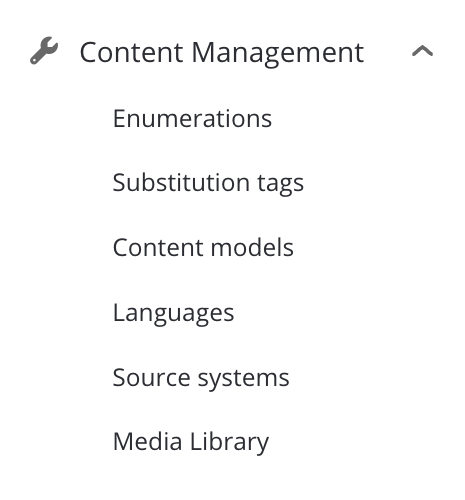 Content Management
Enumerations
Substitution tags
Content models
Languages
Source systems
Media Library